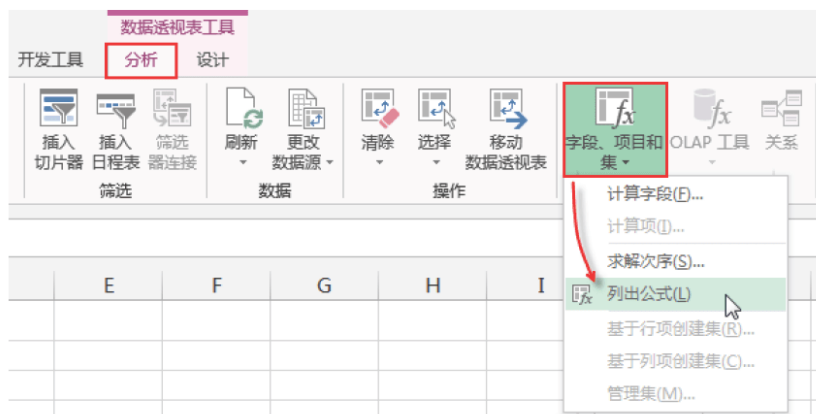 数据透视表工具
开发工具 分析 设计
插入切片器 插入日程表 筛选器连接 刷新 更改数据源 清除 选择 移动数据透视表 字段、项目和集 OLAP 工具 关系
筛选 数据 操作
计算字段(F)...
计算项(I)...
求解次序(S)...
列出公式(L)
基于行项创建集(R)...
基于列项创建集(C)...
管理集(M)...
E F G H I
fx
fx
fx